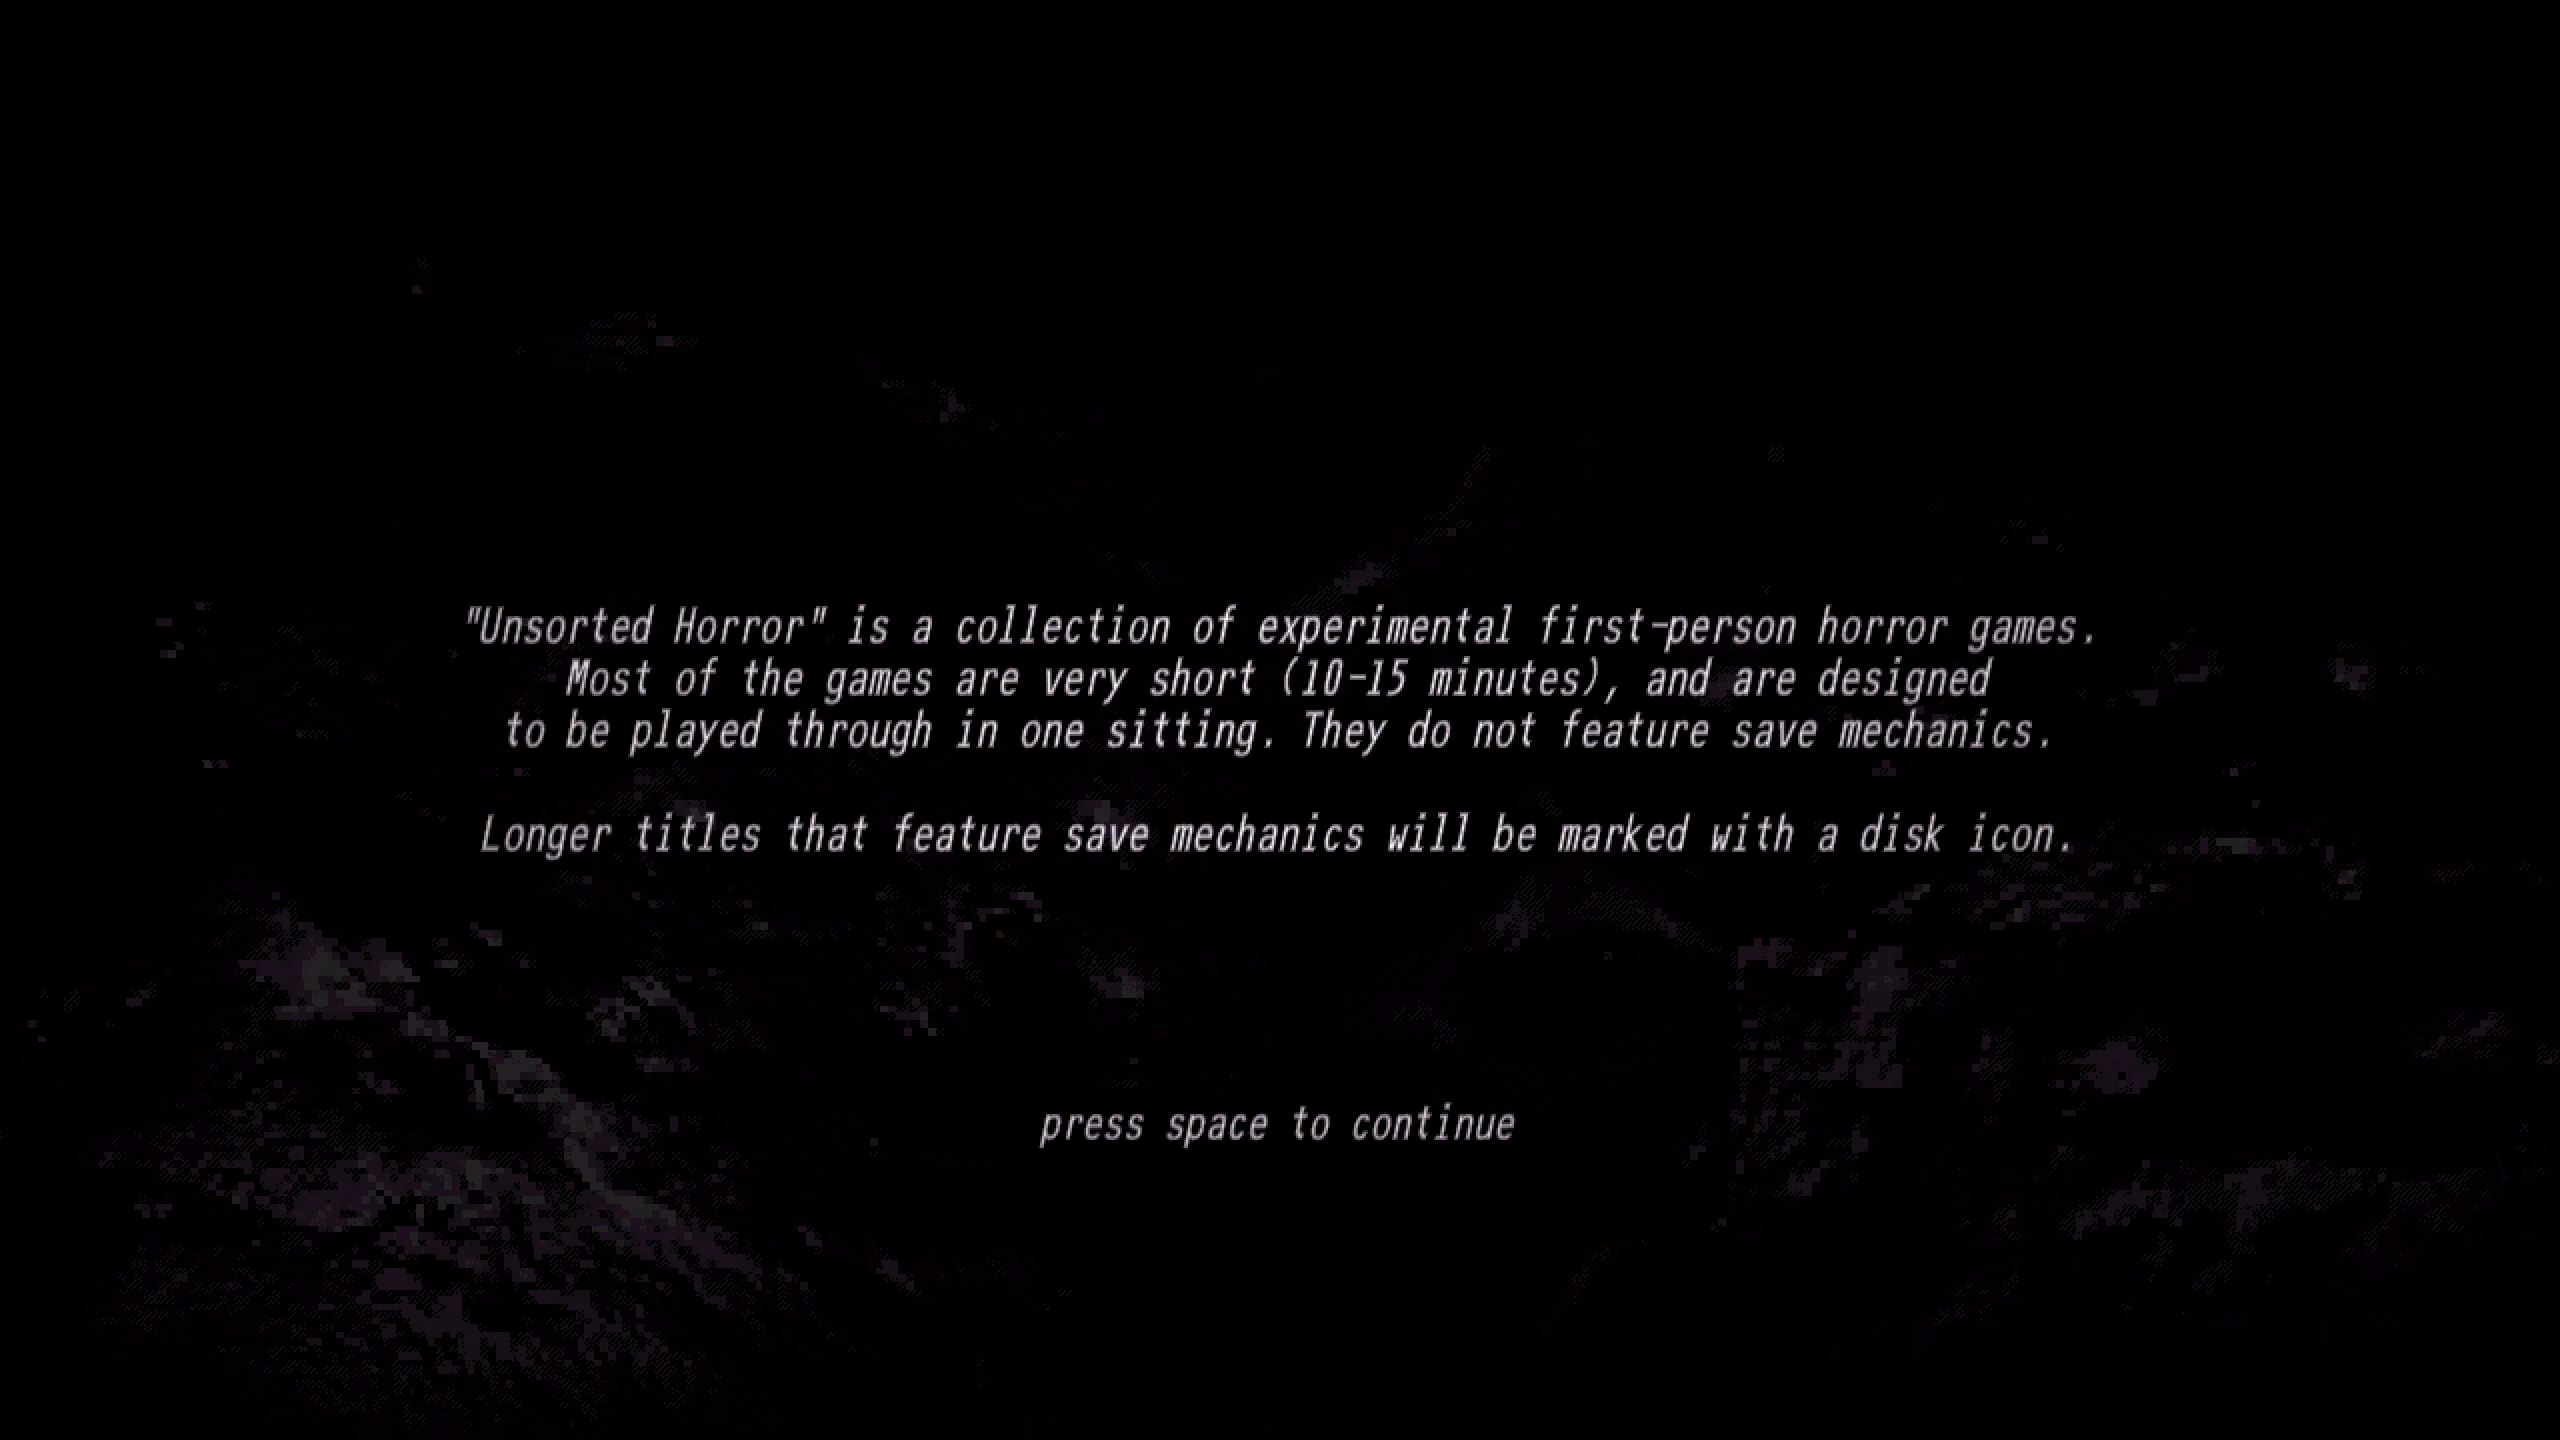 "Unsorted Horror" is a collection of experimental first-person horror games.
Most of the games are very short (10-15 minutes), and are designed
to be played through in one sitting. They do not feature save mechanics.
Longer titles that feature save mechanics will be marked with a disk icon.
press space to continue